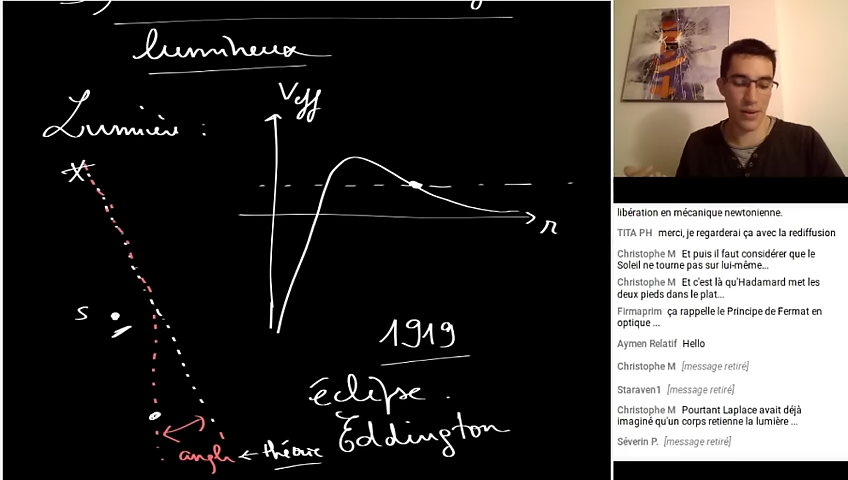 lumineux
Lumière :
Veff
r
S
1919
éclipse.
Eddington
angle ← théorie
libération en mécanique newtonienne.
TITA PH merci, je regarderai ça avec la rediffusion
Christophe M Et puis il faut considérer que le
Soleil ne tourne pas sur lui-même...
Christophe M Et c'est là qu'Hadamard met les
deux pieds dans le plat...
Firmaprim ça rappelle le Principe de Fermat en
optique ...
Aymen Relatif Hello
Christophe M [message retiré]
Staraven1 [message retiré]
Christophe M Pourtant Laplace avait déjà
imaginé qu'un corps retienne la lumière ...
Séverin P. [message retiré]